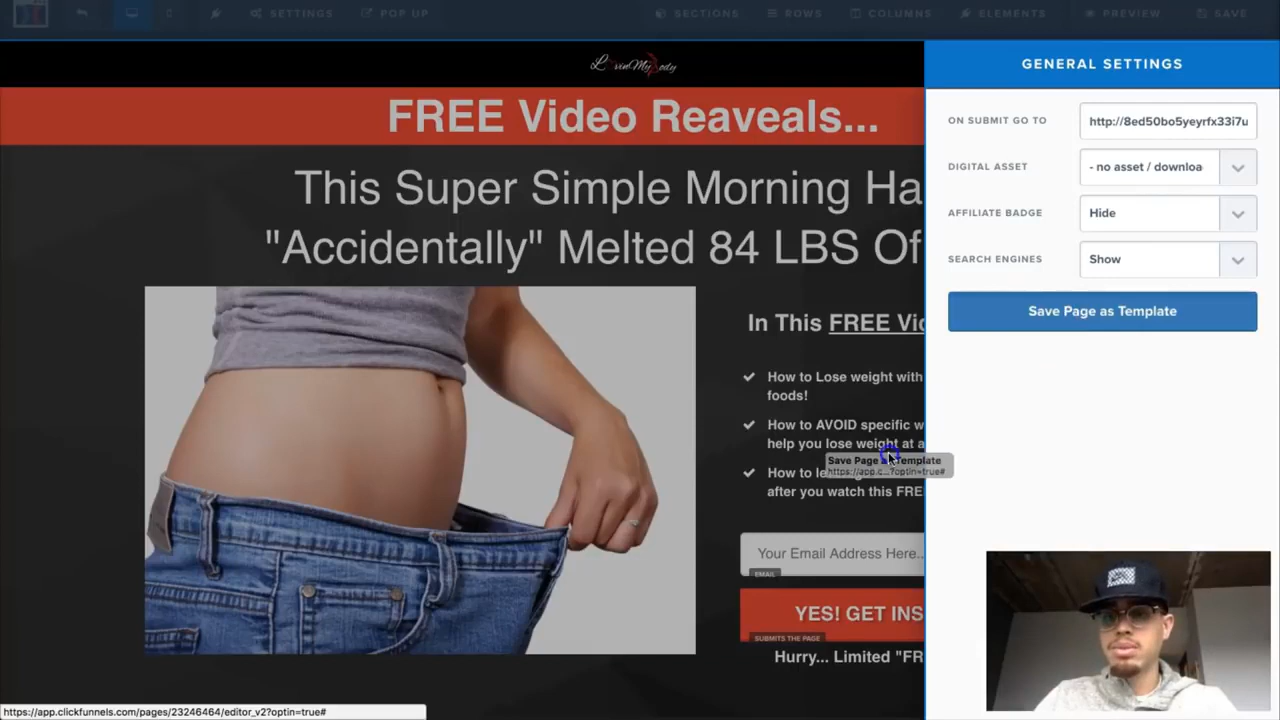 SETTINGS
POP UP
SECTIONS
ROWS
COLUMNS
ELEMENTS
PREVIEW
SAVE
LovinMyBody
GENERAL SETTINGS
FREE Video Reaveals...
This Super Simple Morning Ha
"Accidentally" Melted 84 LBS Of
In This FREE Vid
How to Lose weight with
foods!
How to AVOID specific w
help you lose weight at a
How to le
after you watch this FRE
Your Email Address Here..
EMAIL
YES! GET INS
SUBMITS THE PAGE
Hurry... Limited "FR
ON SUBMIT GO TO
http://8ed50bo5yeyrfx33i7u
DIGITAL ASSET
- no asset / downloa
AFFILIATE BADGE
Hide
SEARCH ENGINES
Show
Save Page as Template
Save Page as Template
https://app.c...?optin=true#
https://app.clickfunnels.com/pages/23246464/editor_v2?optin=true#